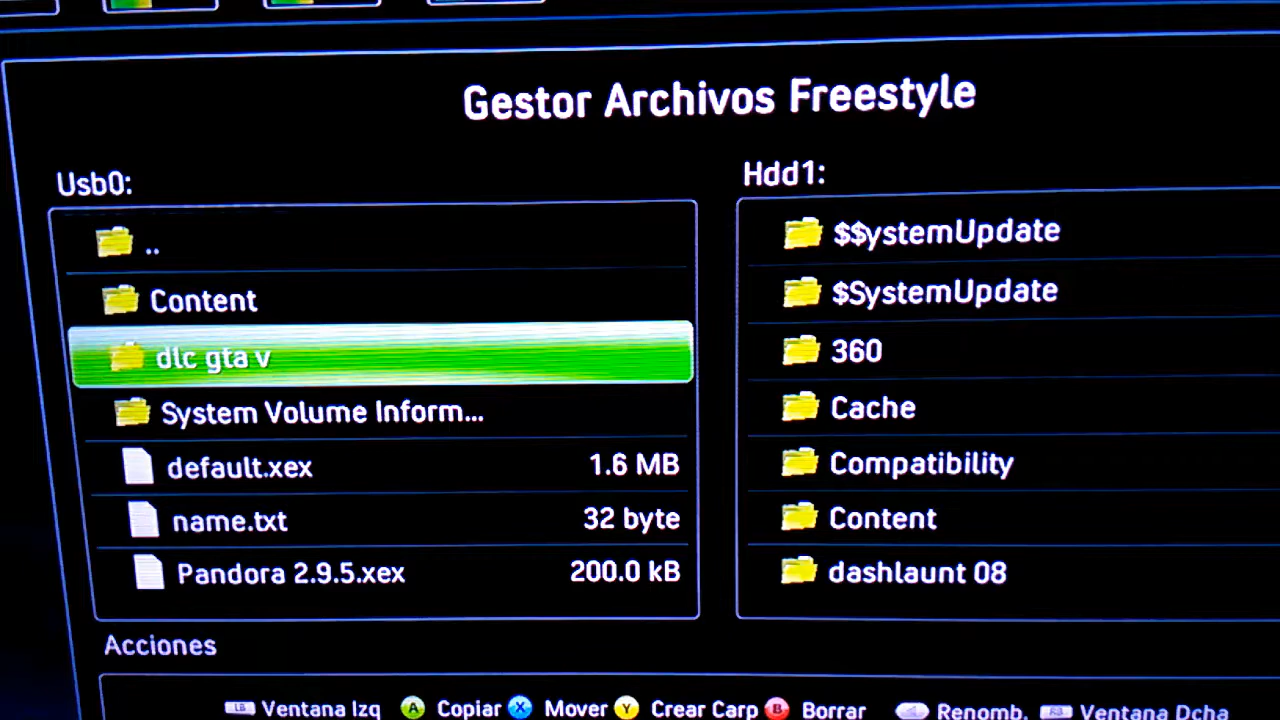 Gestor Archivos Freestyle
Usb0:
..
Content
dlc gta v
System Volume Inform...
default.xex 1.6 MB
name.txt 32 byte
Pandora 2.9.5.xex 200.0 kB
Hdd1:
$$ystemUpdate
$SystemUpdate
360
Cache
Compatibility
Content
dashlaunt 08
Acciones
LB Ventana Izq A Copiar X Mover Y Crear Carp B Borrar Renomb. RB Ventana Dcha